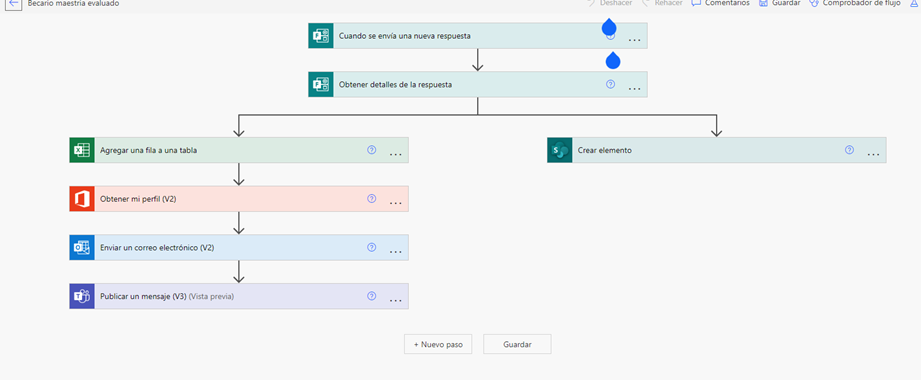 Becario maestria evaluado
Deshacer
Rehacer
Comentarios
Guardar
Comprobador de flujo
Cuando se envía una nueva respuesta
Obtener detalles de la respuesta
Agregar una fila a una tabla
Crear elemento
Obtener mi perfil (V2)
Enviar un correo electrónico (V2)
Publicar un mensaje (V3) (Vista previa)
+ Nuevo paso
Guardar